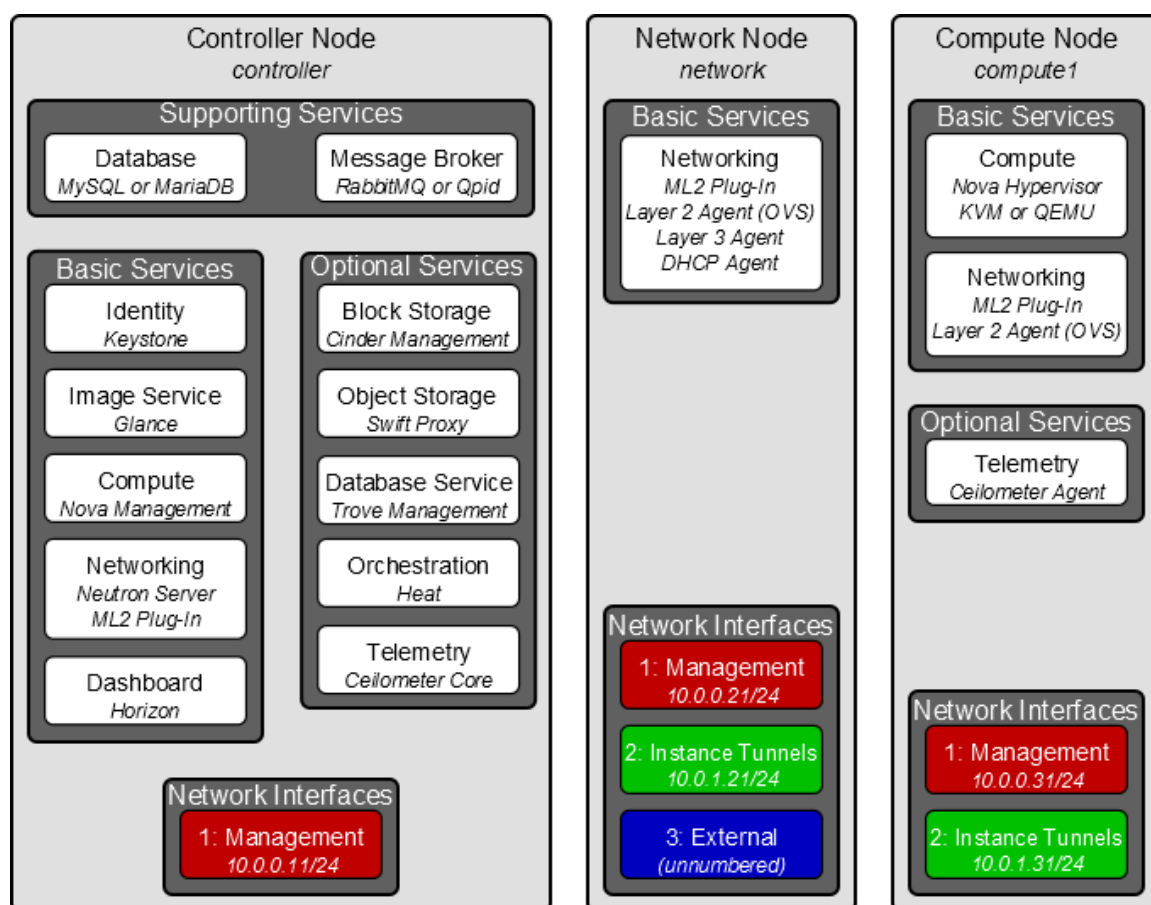 Controller Node
controller
Supporting Services
Database
MySQL or MariaDB
Message Broker
RabbitMQ or Qpid
Basic Services
Identity
Keystone
Image Service
Glance
Compute
Nova Management
Networking
Neutron Server
ML2 Plug-In
Dashboard
Horizon
Optional Services
Block Storage
Cinder Management
Object Storage
Swift Proxy
Database Service
Trove Management
Orchestration
Heat
Telemetry
Ceilometer Core
Network Interfaces
1: Management
10.0.0.11/24
Network Node
network
Basic Services
Networking
ML2 Plug-In
Layer 2 Agent (OVS)
Layer 3 Agent
DHCP Agent
Network Interfaces
1: Management
10.0.0.21/24
2: Instance Tunnels
10.0.1.21/24
3: External
(unnumbered)
Compute Node
compute1
Basic Services
Compute
Nova Hypervisor
KVM or QEMU
Networking
ML2 Plug-In
Layer 2 Agent (OVS)
Optional Services
Telemetry
Ceilometer Agent
Network Interfaces
1: Management
10.0.0.31/24
2: Instance Tunnels
10.0.1.31/24